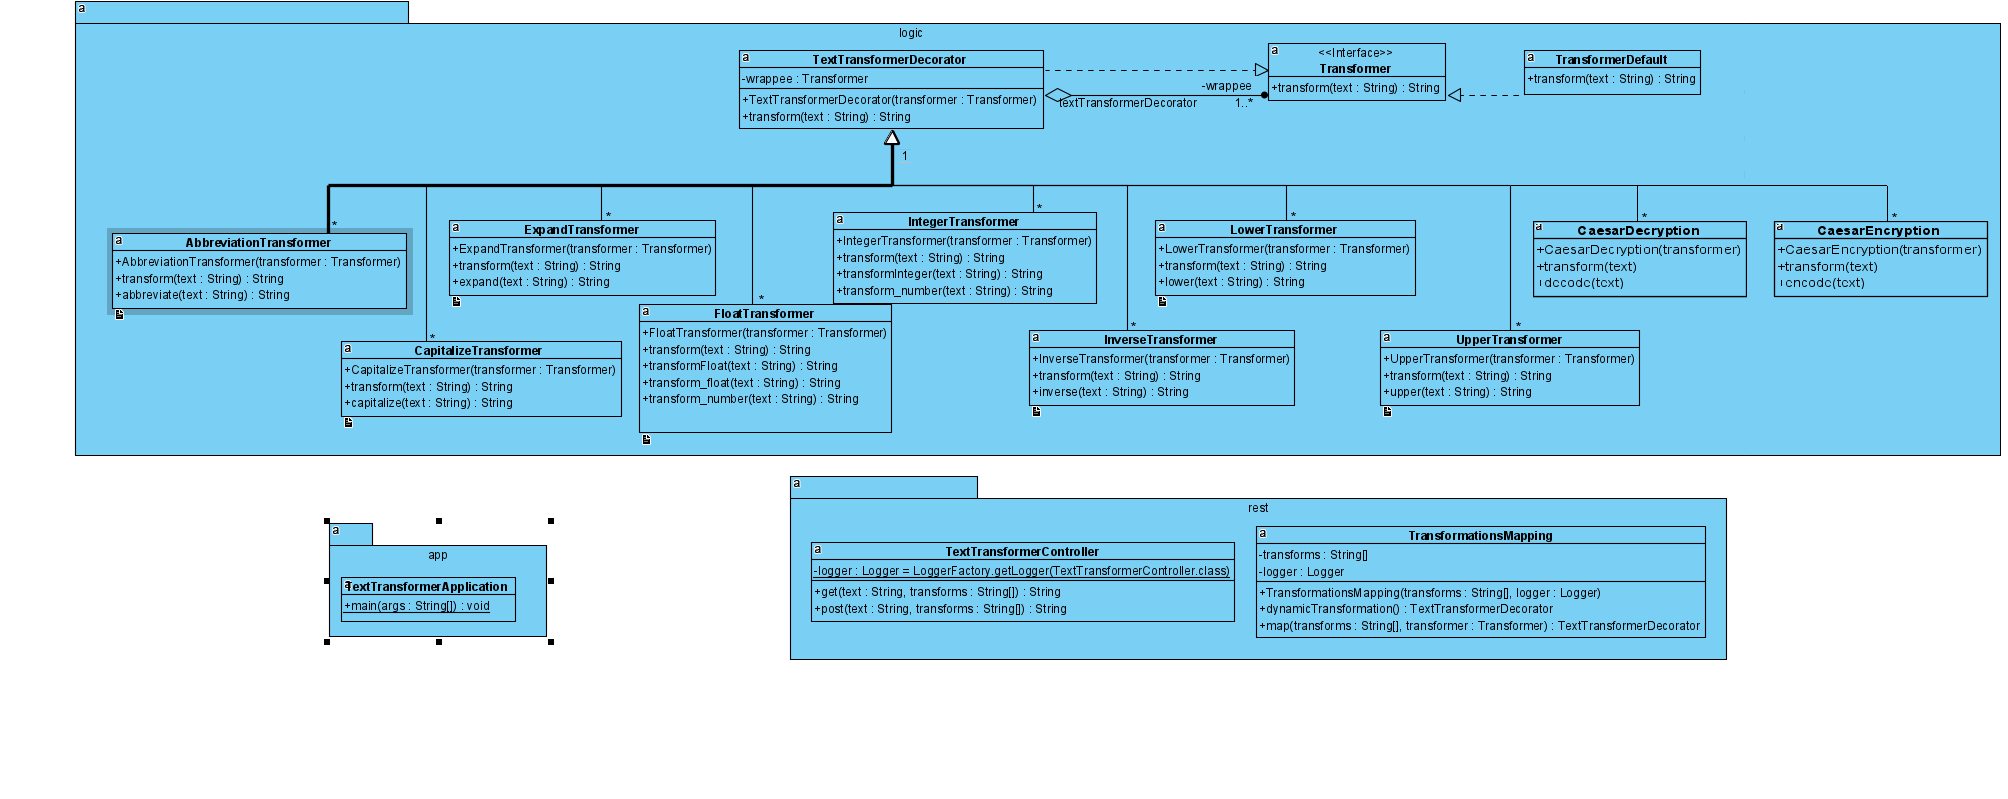 a
logic
a
TextTransformerDecorator
-wrappee : Transformer
+TextTransformerDecorator(transformer : Transformer)
+transform(text : String) : String
a
<<Interface>>
Transformer
+transform(text : String) : String
a
TransformerDefault
+transform(text : String) : String
-wrappee
textTransformerDecorator
1..*
1
*
a
AbbreviationTransformer
+AbbreviationTransformer(transformer : Transformer)
+transform(text : String) : String
+abbreviate(text : String) : String
*
a
CapitalizeTransformer
+CapitalizeTransformer(transformer : Transformer)
+transform(text : String) : String
+capitalize(text : String) : String
*
a
ExpandTransformer
+ExpandTransformer(transformer : Transformer)
+transform(text : String) : String
+expand(text : String) : String
*
a
FloatTransformer
+FloatTransformer(transformer : Transformer)
+transform(text : String) : String
+transformFloat(text : String) : String
+transform_float(text : String) : String
+transform_number(text : String) : String
*
a
IntegerTransformer
+IntegerTransformer(transformer : Transformer)
+transform(text : String) : String
+transformInteger(text : String) : String
+transform_number(text : String) : String
*
a
InverseTransformer
+InverseTransformer(transformer : Transformer)
+transform(text : String) : String
+inverse(text : String) : String
*
a
LowerTransformer
+LowerTransformer(transformer : Transformer)
+transform(text : String) : String
+lower(text : String) : String
*
a
UpperTransformer
+UpperTransformer(transformer : Transformer)
+transform(text : String) : String
+upper(text : String) : String
*
a
CaesarDecryption
+CaesarDecryption(transformer)
+transform(text)
+decode(text)
*
a
CaesarEncryption
+CaesarEncryption(transformer)
+transform(text)
+encode(text)
a
app
a
TextTransformerApplication
+main(args : String[]) : void
a
rest
a
TextTransformerController
-logger : Logger = LoggerFactory.getLogger(TextTransformerController.class)
+get(text : String, transforms : String[]) : String
+post(text : String, transforms : String[]) : String
a
TransformationsMapping
-transforms : String[]
-logger : Logger
+TransformationsMapping(transforms : String[], logger : Logger)
+dynamicTransformation() : TextTransformerDecorator
+map(transforms : String[], transformer : Transformer) : TextTransformerDecorator